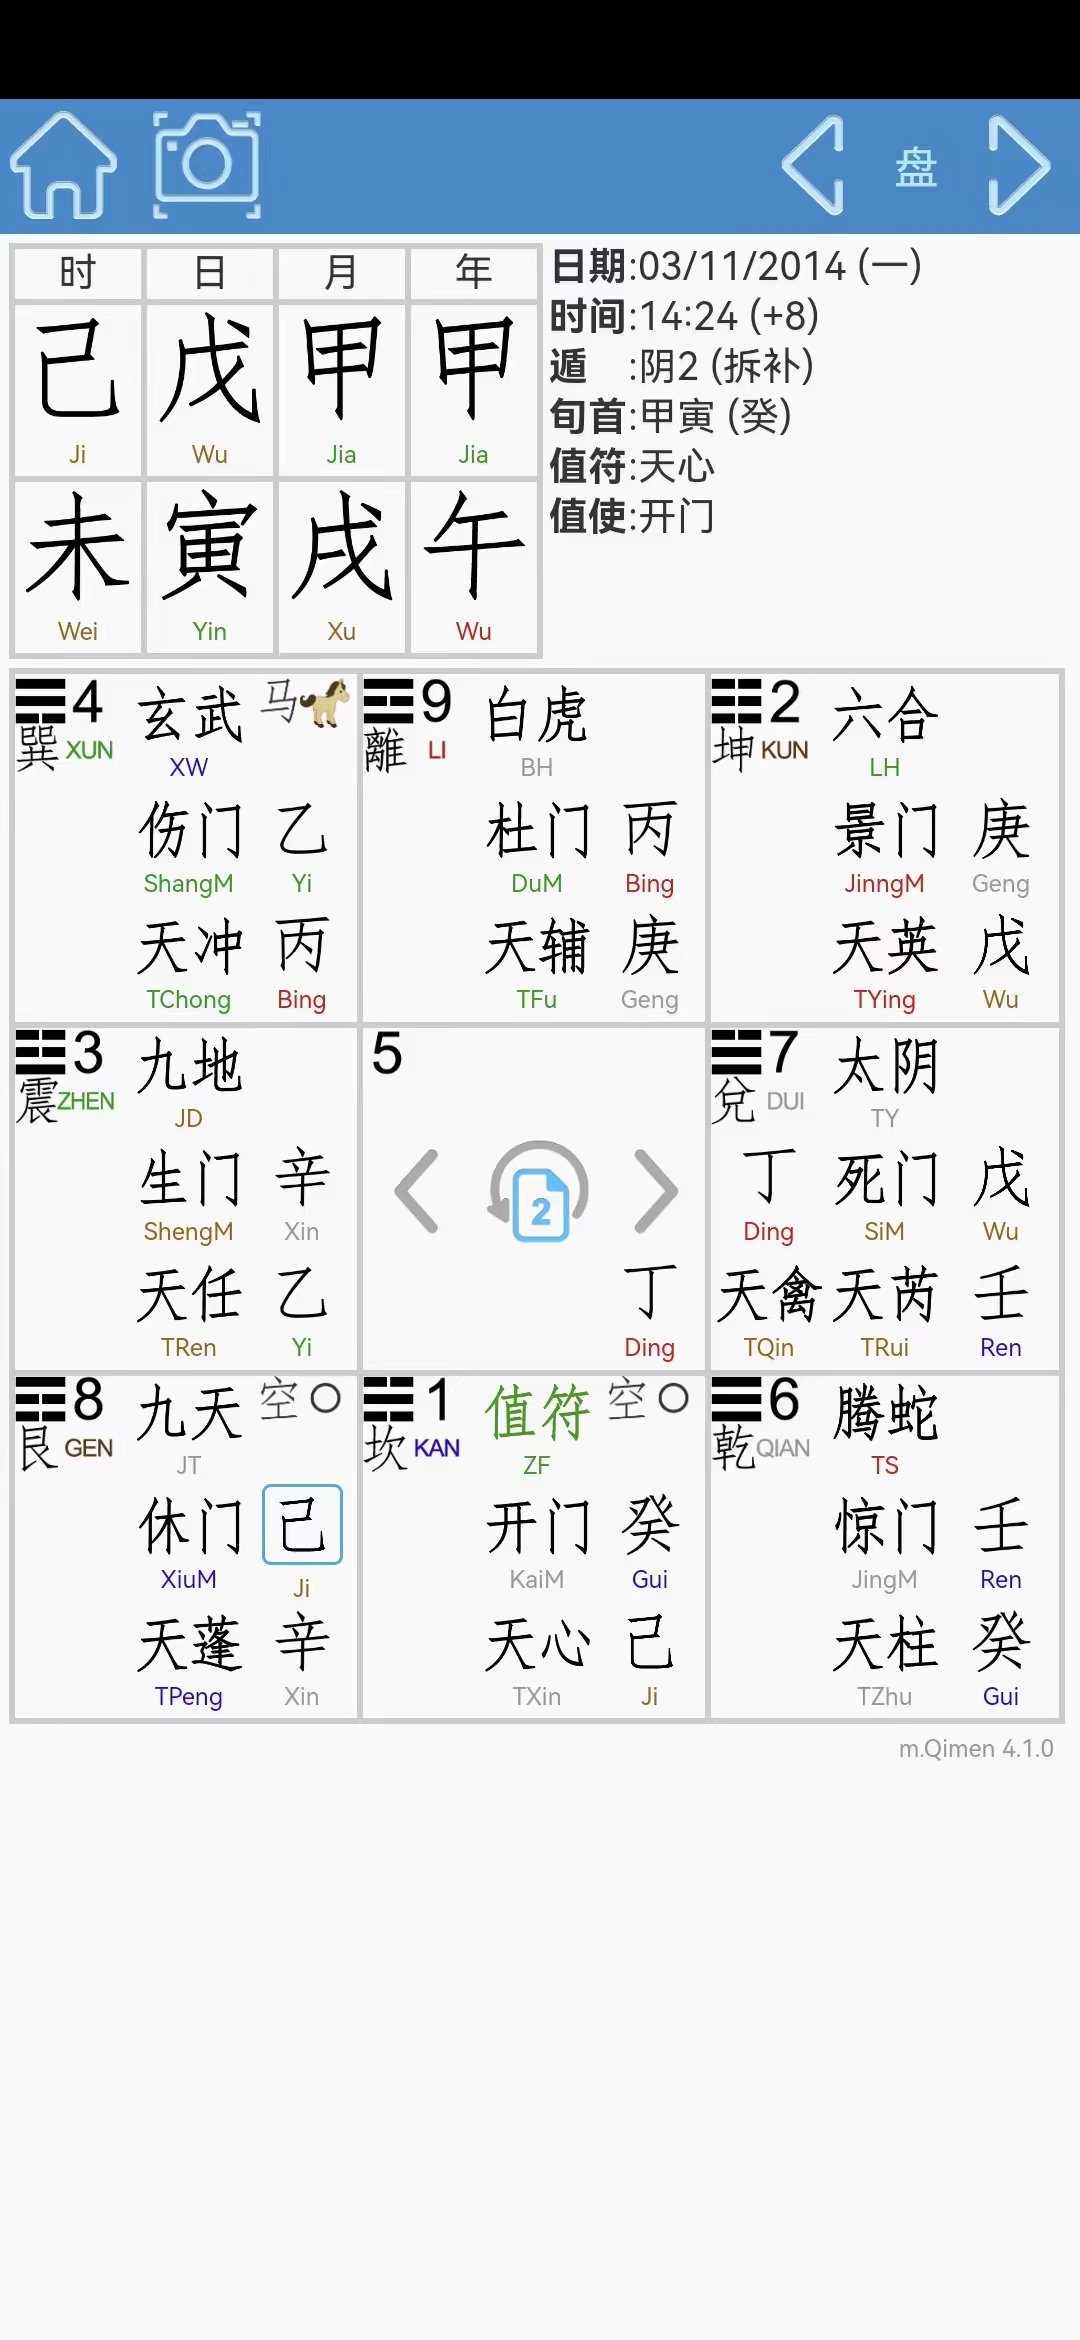 盘
时 日 月 年
己 戊 甲 甲
Ji Wu Jia Jia
未 寅 戌 午
Wei Yin Xu Wu
日期:03/11/2014 (一)
时间:14:24 (+8)
遁 :阴2 (拆补)
旬首:甲寅 (癸)
值符:天心
值使:开门
4 玄武 马
巽 XUN XW
伤门 乙
ShangM Yi
天冲 丙
TChong Bing
9 白虎
離 LI BH
杜门 丙
DuM Bing
天辅 庚
TFu Geng
2 六合
坤 KUN LH
景门 庚
JinngM Geng
天英 戊
TYing Wu
3 九地
震 ZHEN JD
生门 辛
ShengM Xin
天任 乙
TRen Yi
5
2
丁
Ding
7 太阴
兌 DUI TY
丁 死门 戊
Ding SiM Wu
天禽 天芮 壬
TQin TRui Ren
8 九天 空
艮 GEN JT
休门 己
XiuM Ji
天蓬 辛
TPeng Xin
1 值符 空
坎 KAN ZF
开门 癸
KaiM Gui
天心 己
TXin Ji
6 腾蛇
乾 QIAN TS
惊门 壬
JingM Ren
天柱 癸
TZhu Gui
m.Qimen 4.1.0